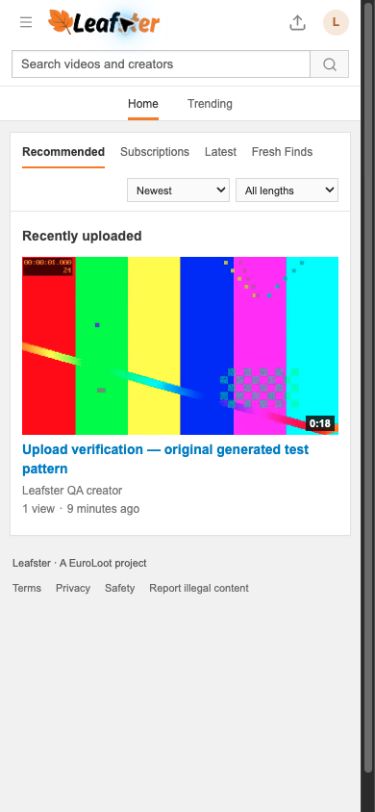 Leafster
L
Search videos and creators
Home Trending
Recommended Subscriptions Latest Fresh Finds
Newest All lengths
Recently uploaded
00:00:01.000
24
0:18
Upload verification — original generated test
pattern
Leafster QA creator
1 view · 9 minutes ago
Leafster · A EuroLoot project
Terms Privacy Safety Report illegal content